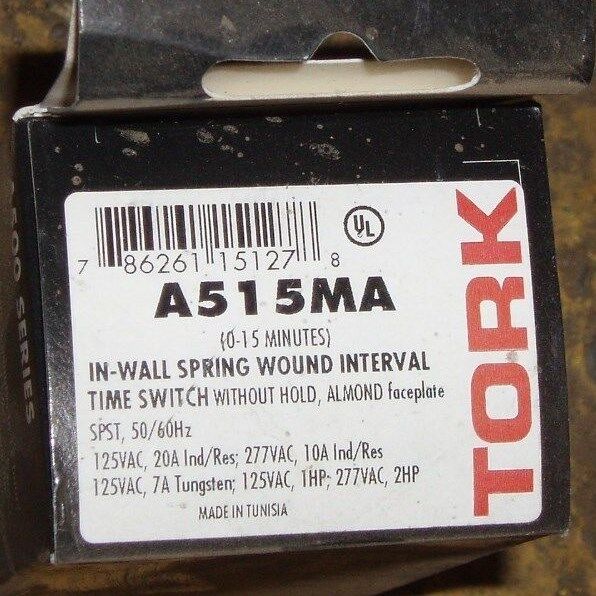 7 86261 15127 8
UL
A515MA
(0-15 MINUTES)
IN-WALL SPRING WOUND INTERVAL
TIME SWITCH WITHOUT HOLD, ALMOND faceplate
SPST, 50/60Hz
125VAC, 20A Ind/Res; 277VAC, 10A Ind/Res
125VAC, 7A Tungsten; 125VAC, 1HP; 277VAC, 2HP
MADE IN TUNISIA
TORK
SERIES